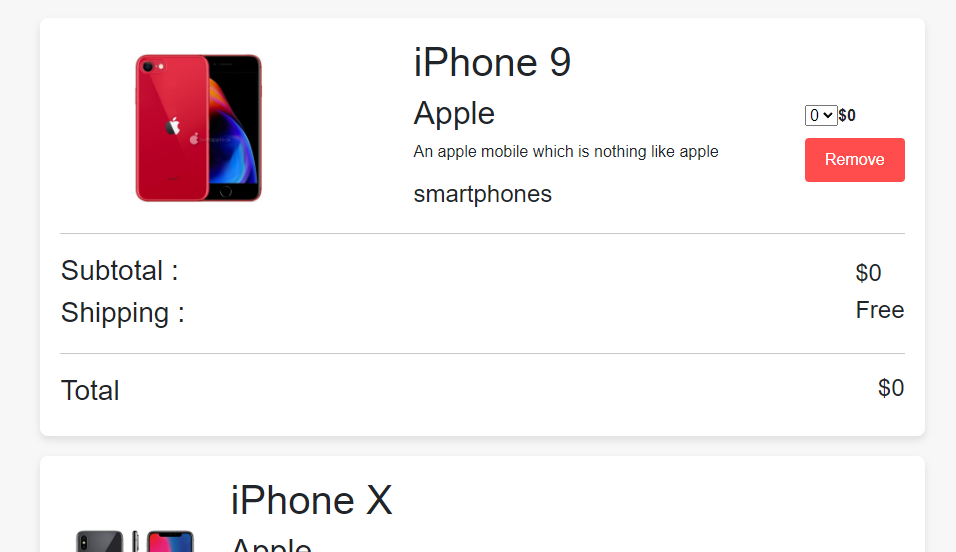 iPhone 9
Apple
0 $0
An apple mobile which is nothing like apple
Remove
smartphones
Subtotal :
$0
Shipping :
Free
Total
$0
iPhone X
Apple